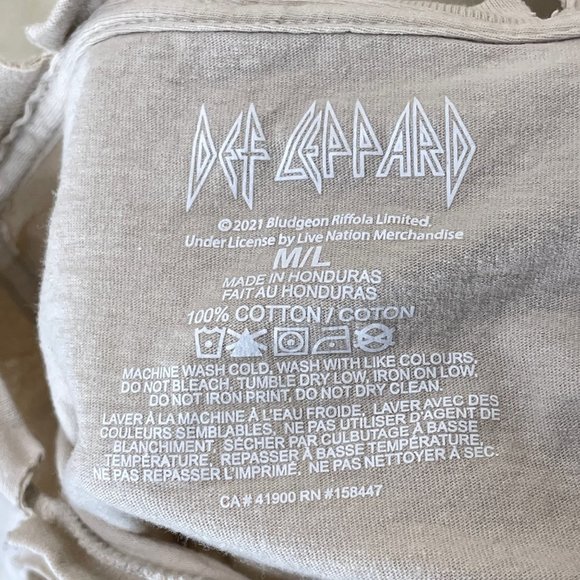 DEF LEPPARD
©2021 Bludgeon Riffola Limited.
Under License by Live Nation Merchandise
M/L
MADE IN HONDURAS
FAIT AU HONDURAS
100% COTTON / COTON
MACHINE WASH COLD, WASH WITH LIKE COLOURS,
DO NOT BLEACH, TUMBLE DRY LOW, IRON ON LOW,
DO NOT IRON PRINT, DO NOT DRY CLEAN.
LAVER À LA MACHINE À L'EAU FROIDE, LAVER AVEC DES
COULEURS SEMBLABLES. NE PAS UTILISER D'AGENT DE
BLANCHIMENT, SÉCHER PAR CULBUTAGE À BASSE
TEMPÉRATURE, REPASSER À BASSE TEMPÉRATURE,
NE PAS REPASSER L'IMPRIMÉ. NE PAS NETTOYER À SEC.
CA# 41900 RN #158447